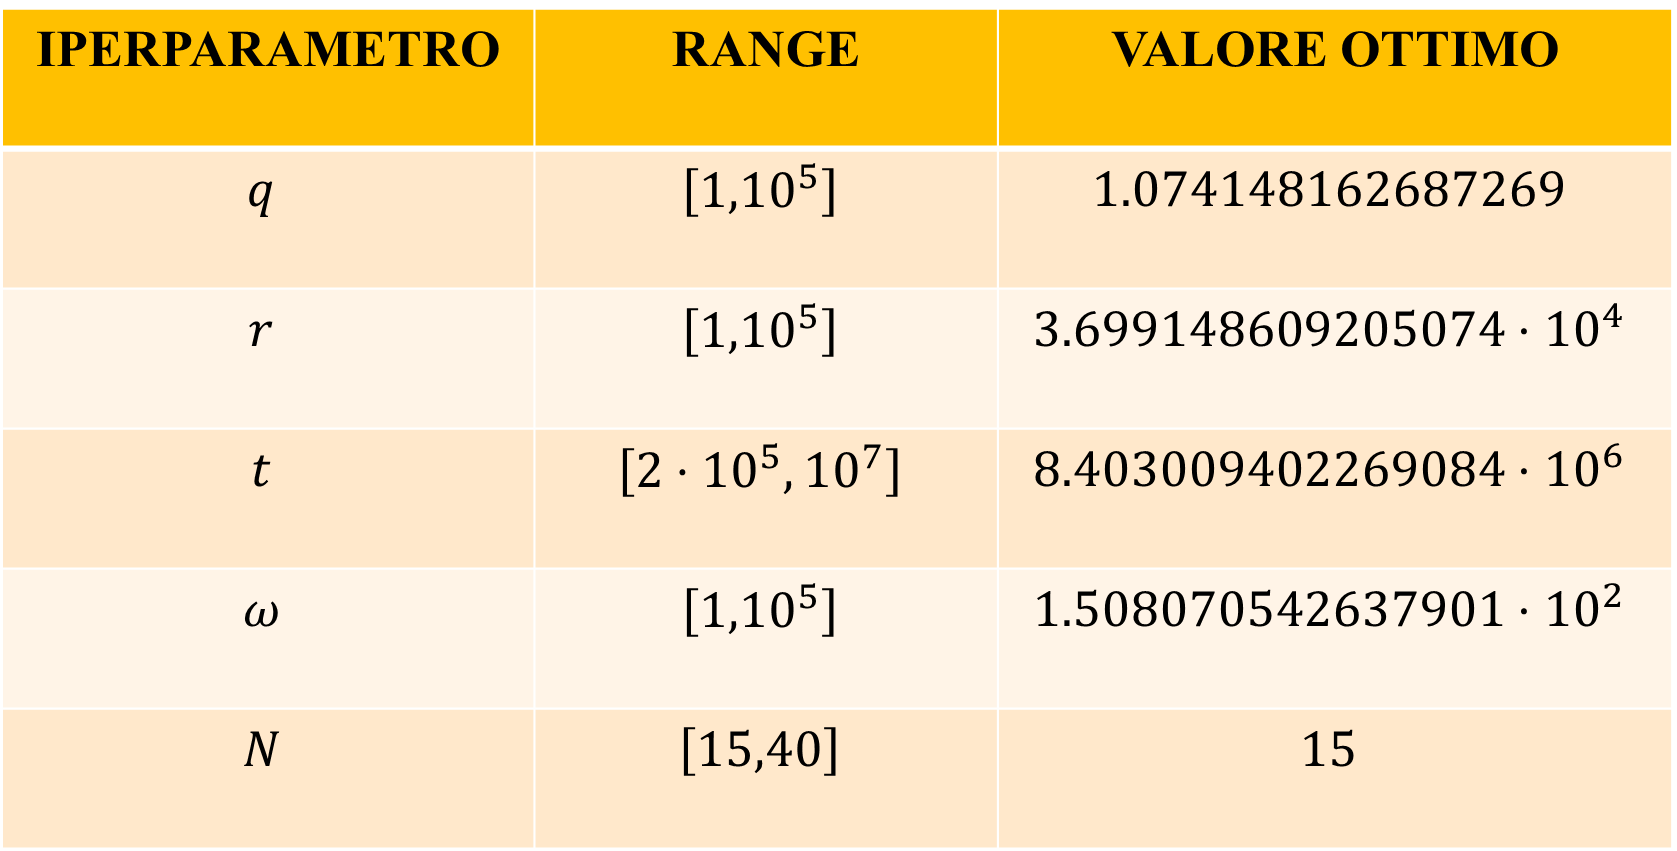 IPERPARAMETRO RANGE VALORE OTTIMO
q [1,10⁵] 1.074148162687269
r [1,10⁵] 3.699148609205074 · 10⁴
t [2 · 10⁵, 10⁷] 8.403009402269084 · 10⁶
ω [1,10⁵] 1.508070542637901 · 10²
N [15,40] 15